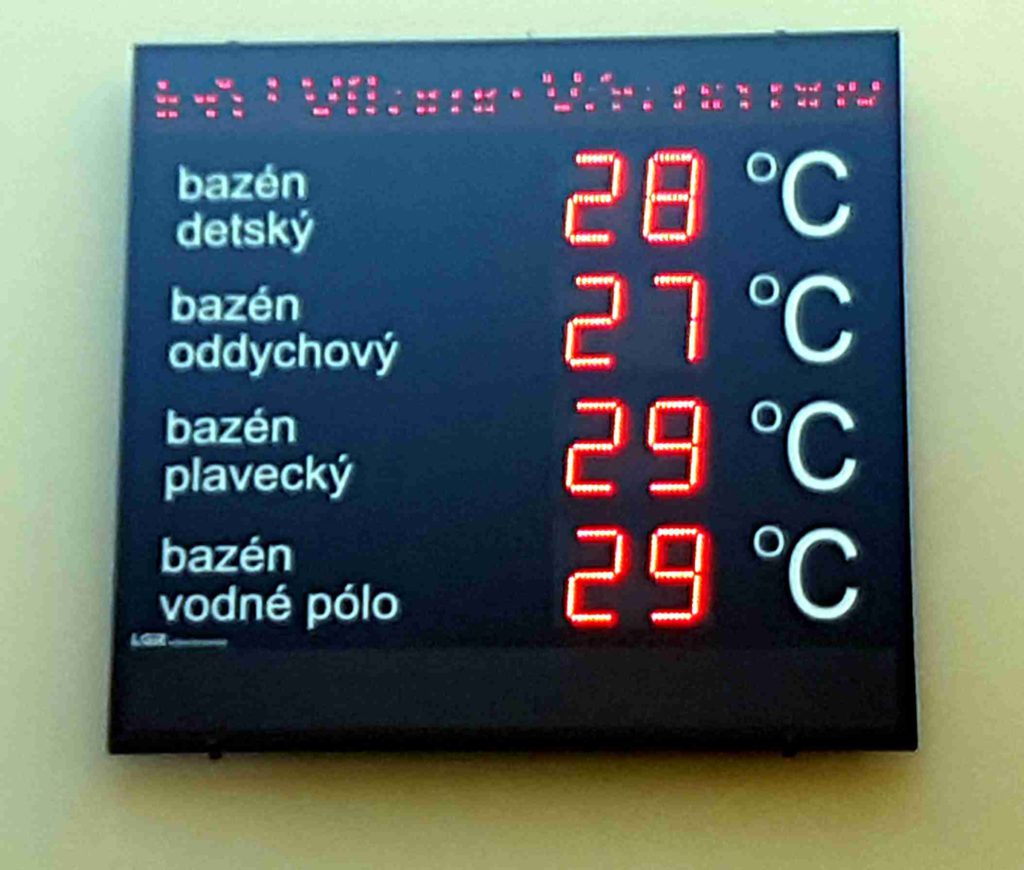 bazén
detský 28 °C
bazén
oddychový 27 °C
bazén
plavecký 29 °C
bazén
vodné pólo 29 °C